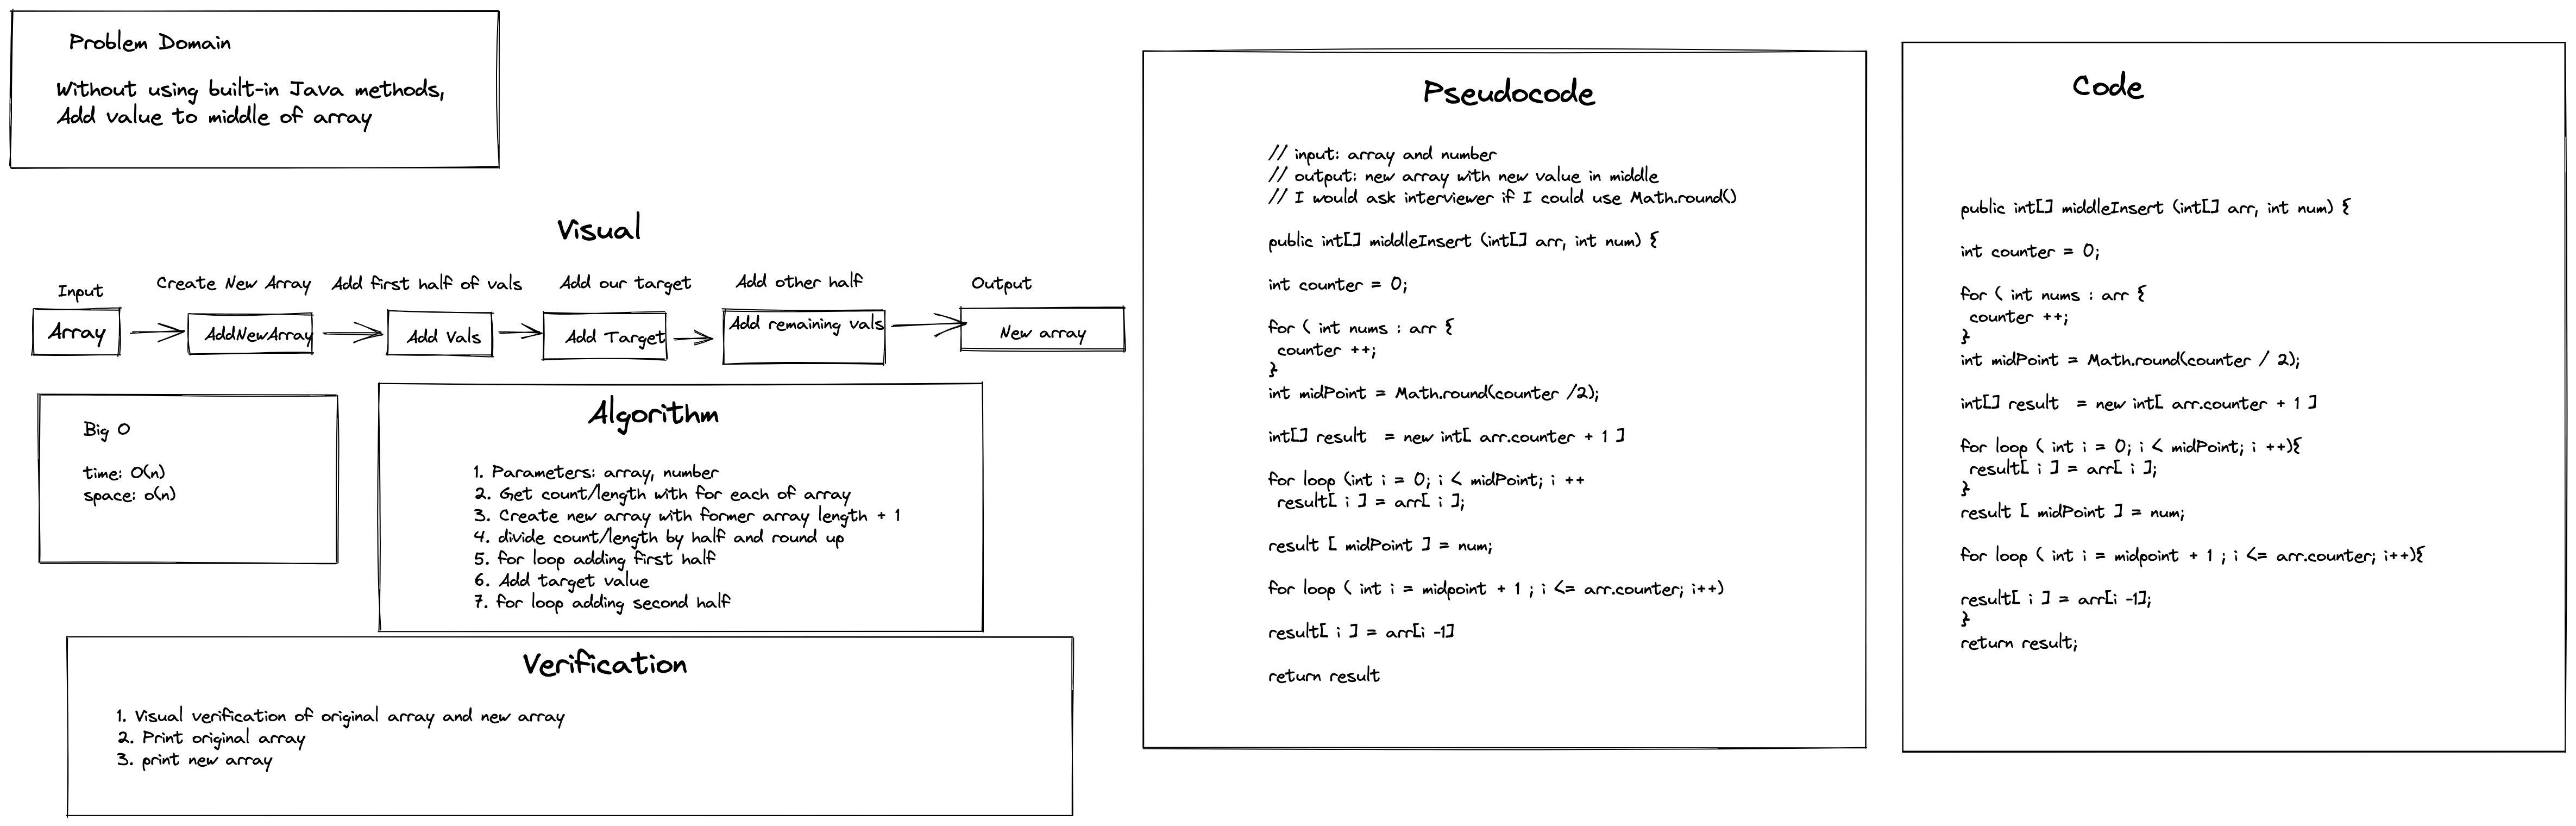 Problem Domain
Without using built-in Java methods,
Add value to middle of array
Visual
Input
Array
Create New Array
AddNewArray
Add first half of vals
Add Vals
Add our target
Add Target
Add other half
Add remaining vals
Output
New array
Big O
time: O(n)
space: o(n)
Algorithm
1. Parameters: array, number
2. Get count/length with for each of array
3. Create new array with former array length + 1
4. divide count/length by half and round up
5. for loop adding first half
6. Add target value
7. for loop adding second half
Verification
1. Visual verification of original array and new array
2. Print original array
3. print new array
Pseudocode
// input: array and number
// output: new array with new value in middle
// I would ask interviewer if I could use Math.round()
public int[] middleInsert (int[] arr, int num) {
int counter = 0;
for ( int nums : arr {
counter ++;
}
int midPoint = Math.round(counter /2);
int[] result = new int[ arr.counter + 1 ]
for loop (int i = 0; i < midPoint; i ++
result[ i ] = arr[ i ];
result [ midPoint ] = num;
for loop ( int i = midpoint + 1 ; i <= arr.counter; i++)
result[ i ] = arr[i -1]
return result
Code
public int[] middleInsert (int[] arr, int num) {
int counter = 0;
for ( int nums : arr {
counter ++;
}
int midPoint = Math.round(counter / 2);
int[] result = new int[ arr.counter + 1 ]
for loop ( int i = 0; i < midPoint; i ++){
result[ i ] = arr[ i ];
}
result [ midPoint ] = num;
for loop ( int i = midpoint + 1 ; i <= arr.counter; i++){
result[ i ] = arr[i -1];
}
return result;